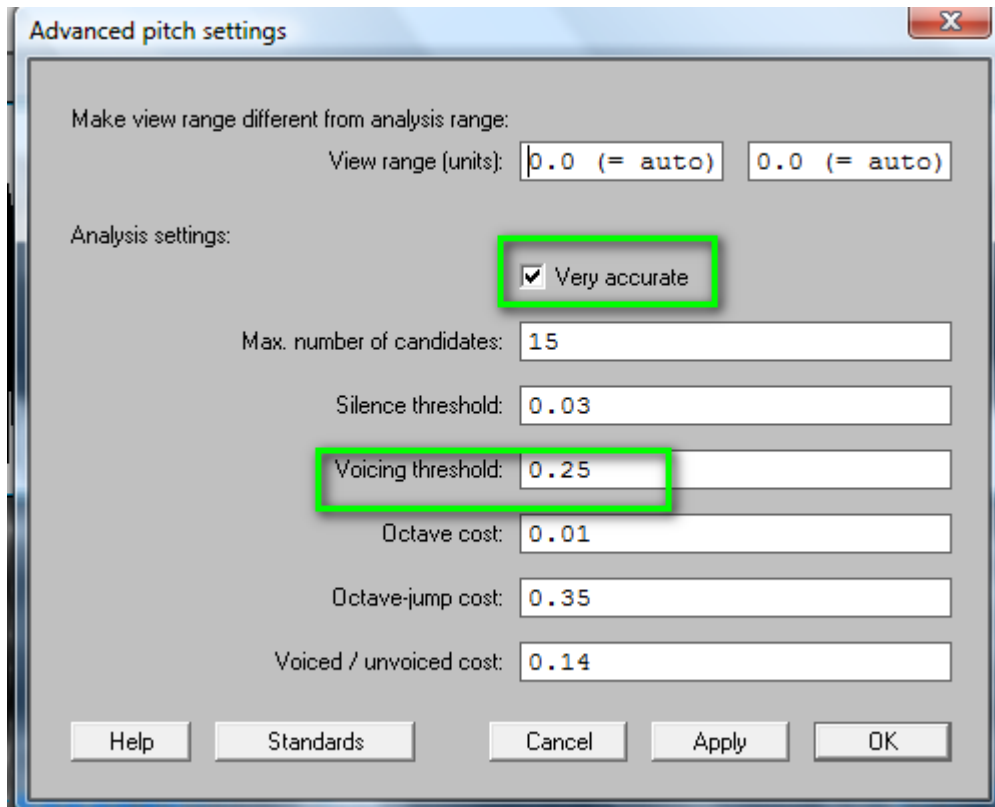 Advanced pitch settings
Make view range different from analysis range:
View range (units): 0.0 (= auto) 0.0 (= auto)
Analysis settings:
Very accurate
Max. number of candidates: 15
Silence threshold: 0.03
Voicing threshold: 0.25
Octave cost: 0.01
Octave-jump cost: 0.35
Voiced / unvoiced cost: 0.14
Help Standards Cancel Apply OK